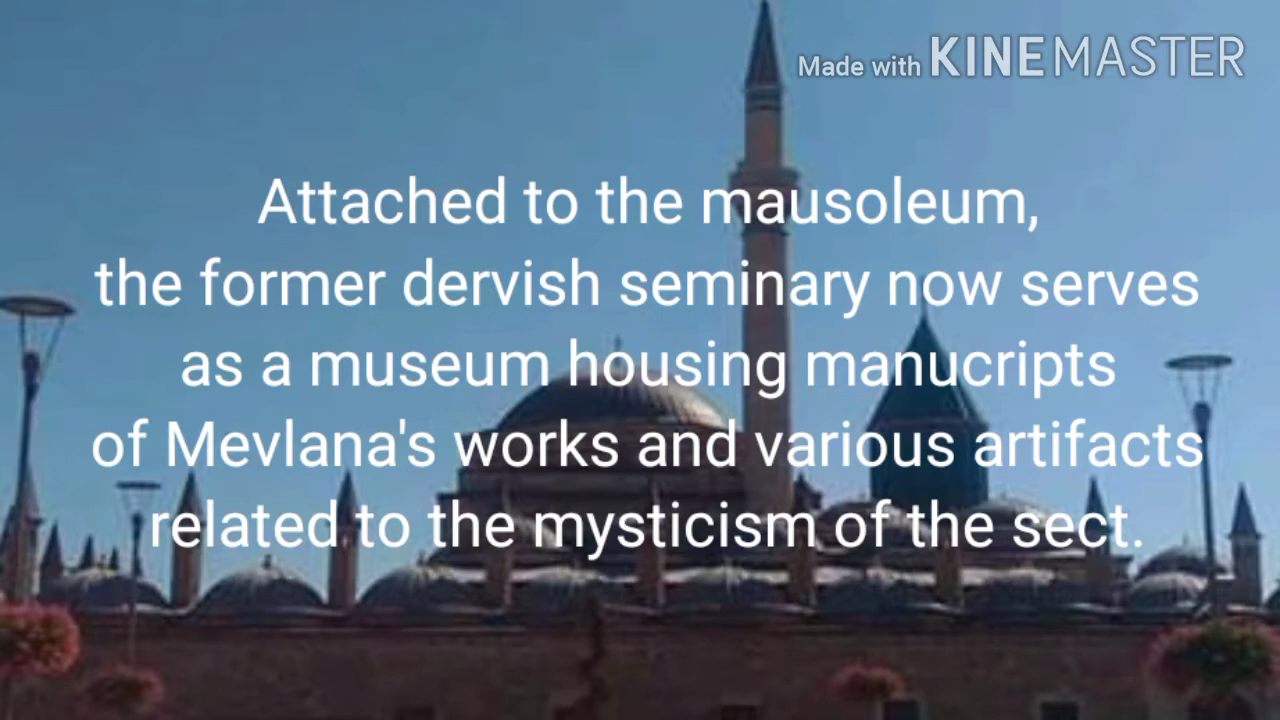 Made with KINEMASTER
Attached to the mausoleum,
the former dervish seminary now serves
as a museum housing manucripts
of Mevlana's works and various artifacts
related to the mysticism of the sect.